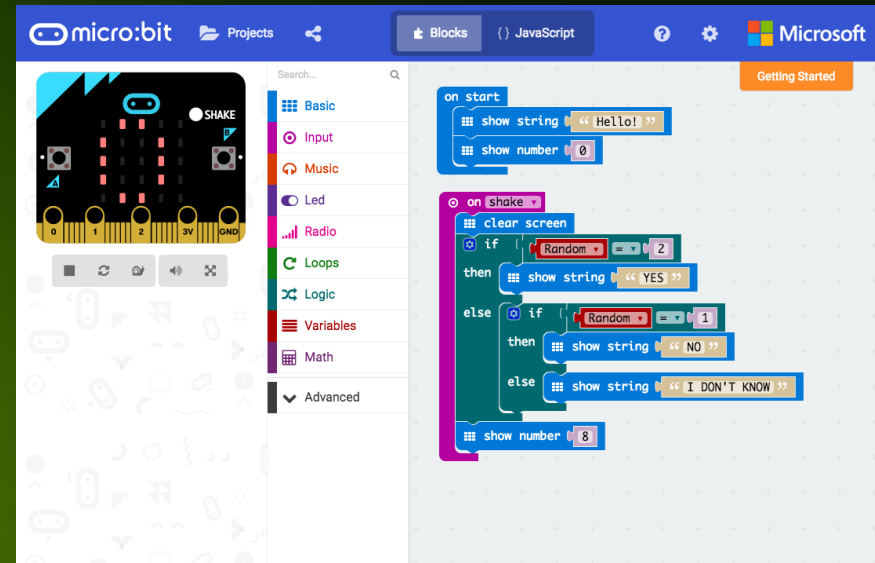 micro:bit Projects Blocks {} JavaScript ? Microsoft
Getting Started
Search...
SHAKE
B
A
0 1 2 3V GND
Basic
Input
Music
Led
Radio
Loops
Logic
Variables
Math
Advanced
on start
show string “ Hello! ”
show number 0
on shake
clear screen
if Random = 2
then show string “ YES ”
else if Random = 1
then show string “ NO ”
else show string “ I DON'T KNOW ”
show number 8